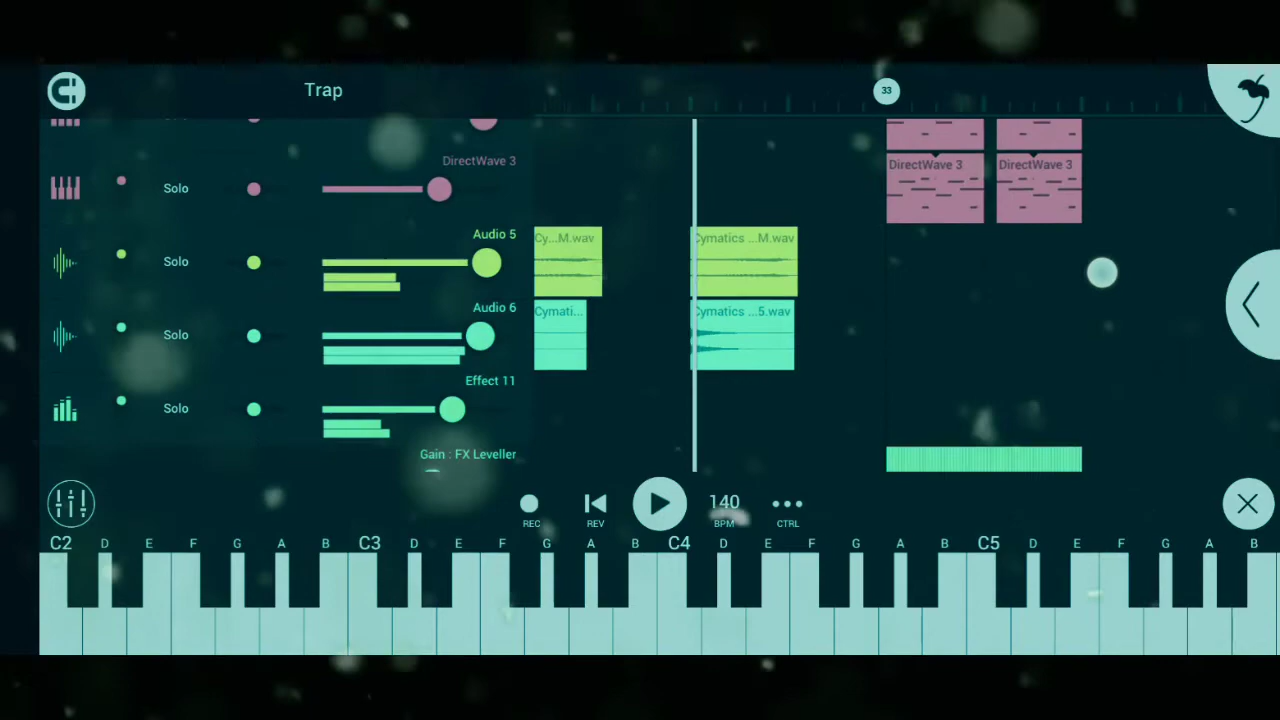 Trap
33
DirectWave 3
DirectWave 3
DirectWave 3
Solo
Audio 5
Cy...M.wav
Cymatics ...M.wav
Solo
Audio 6
Cymati...
Cymatics ...5.wav
Solo
Effect 11
Solo
Gain : FX Leveller
140
REC
REV
BPM
CTRL
C2 D E F G A B C3 D E F G A B C4 D E F G A B C5 D E F G A B